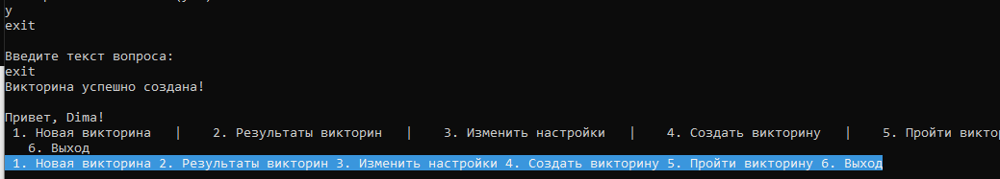 y
exit
Введите текст вопроса:
exit
Викторина успешно создана!
Привет, Dima!
1. Новая викторина | 2. Результаты викторин | 3. Изменить настройки | 4. Создать викторину | 5. Пройти виктор
6. Выход
1. Новая викторина 2. Результаты викторин 3. Изменить настройки 4. Создать викторину 5. Пройти викторину 6. Выход